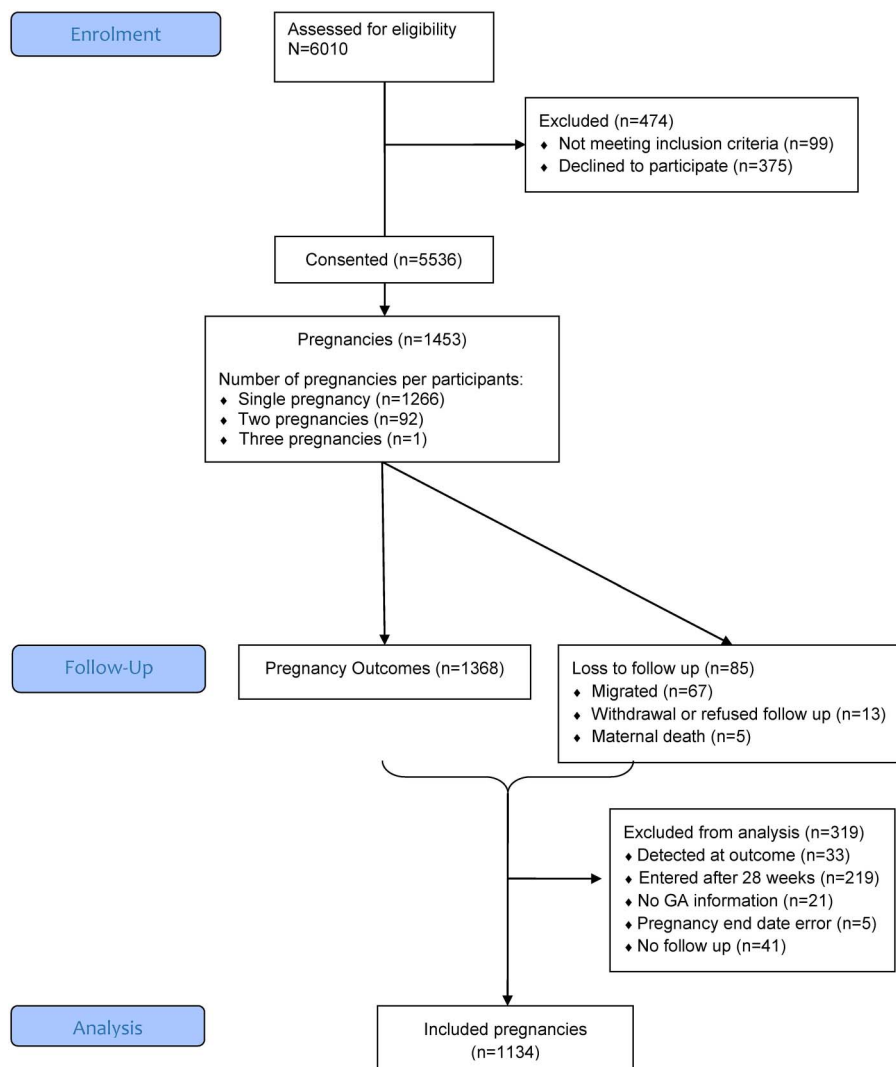 Enrolment
Assessed for eligibility
N=6010
Excluded (n=474)
♦ Not meeting inclusion criteria (n=99)
♦ Declined to participate (n=375)
Consented (n=5536)
Pregnancies (n=1453)
Number of pregnancies per participants:
♦ Single pregnancy (n=1266)
♦ Two pregnancies (n=92)
♦ Three pregnancies (n=1)
Follow-Up
Pregnancy Outcomes (n=1368)
Loss to follow up (n=85)
♦ Migrated (n=67)
♦ Withdrawal or refused follow up (n=13)
♦ Maternal death (n=5)
Excluded from analysis (n=319)
♦ Detected at outcome (n=33)
♦ Entered after 28 weeks (n=219)
♦ No GA information (n=21)
♦ Pregnancy end date error (n=5)
♦ No follow up (n=41)
Analysis
Included pregnancies
(n=1134)